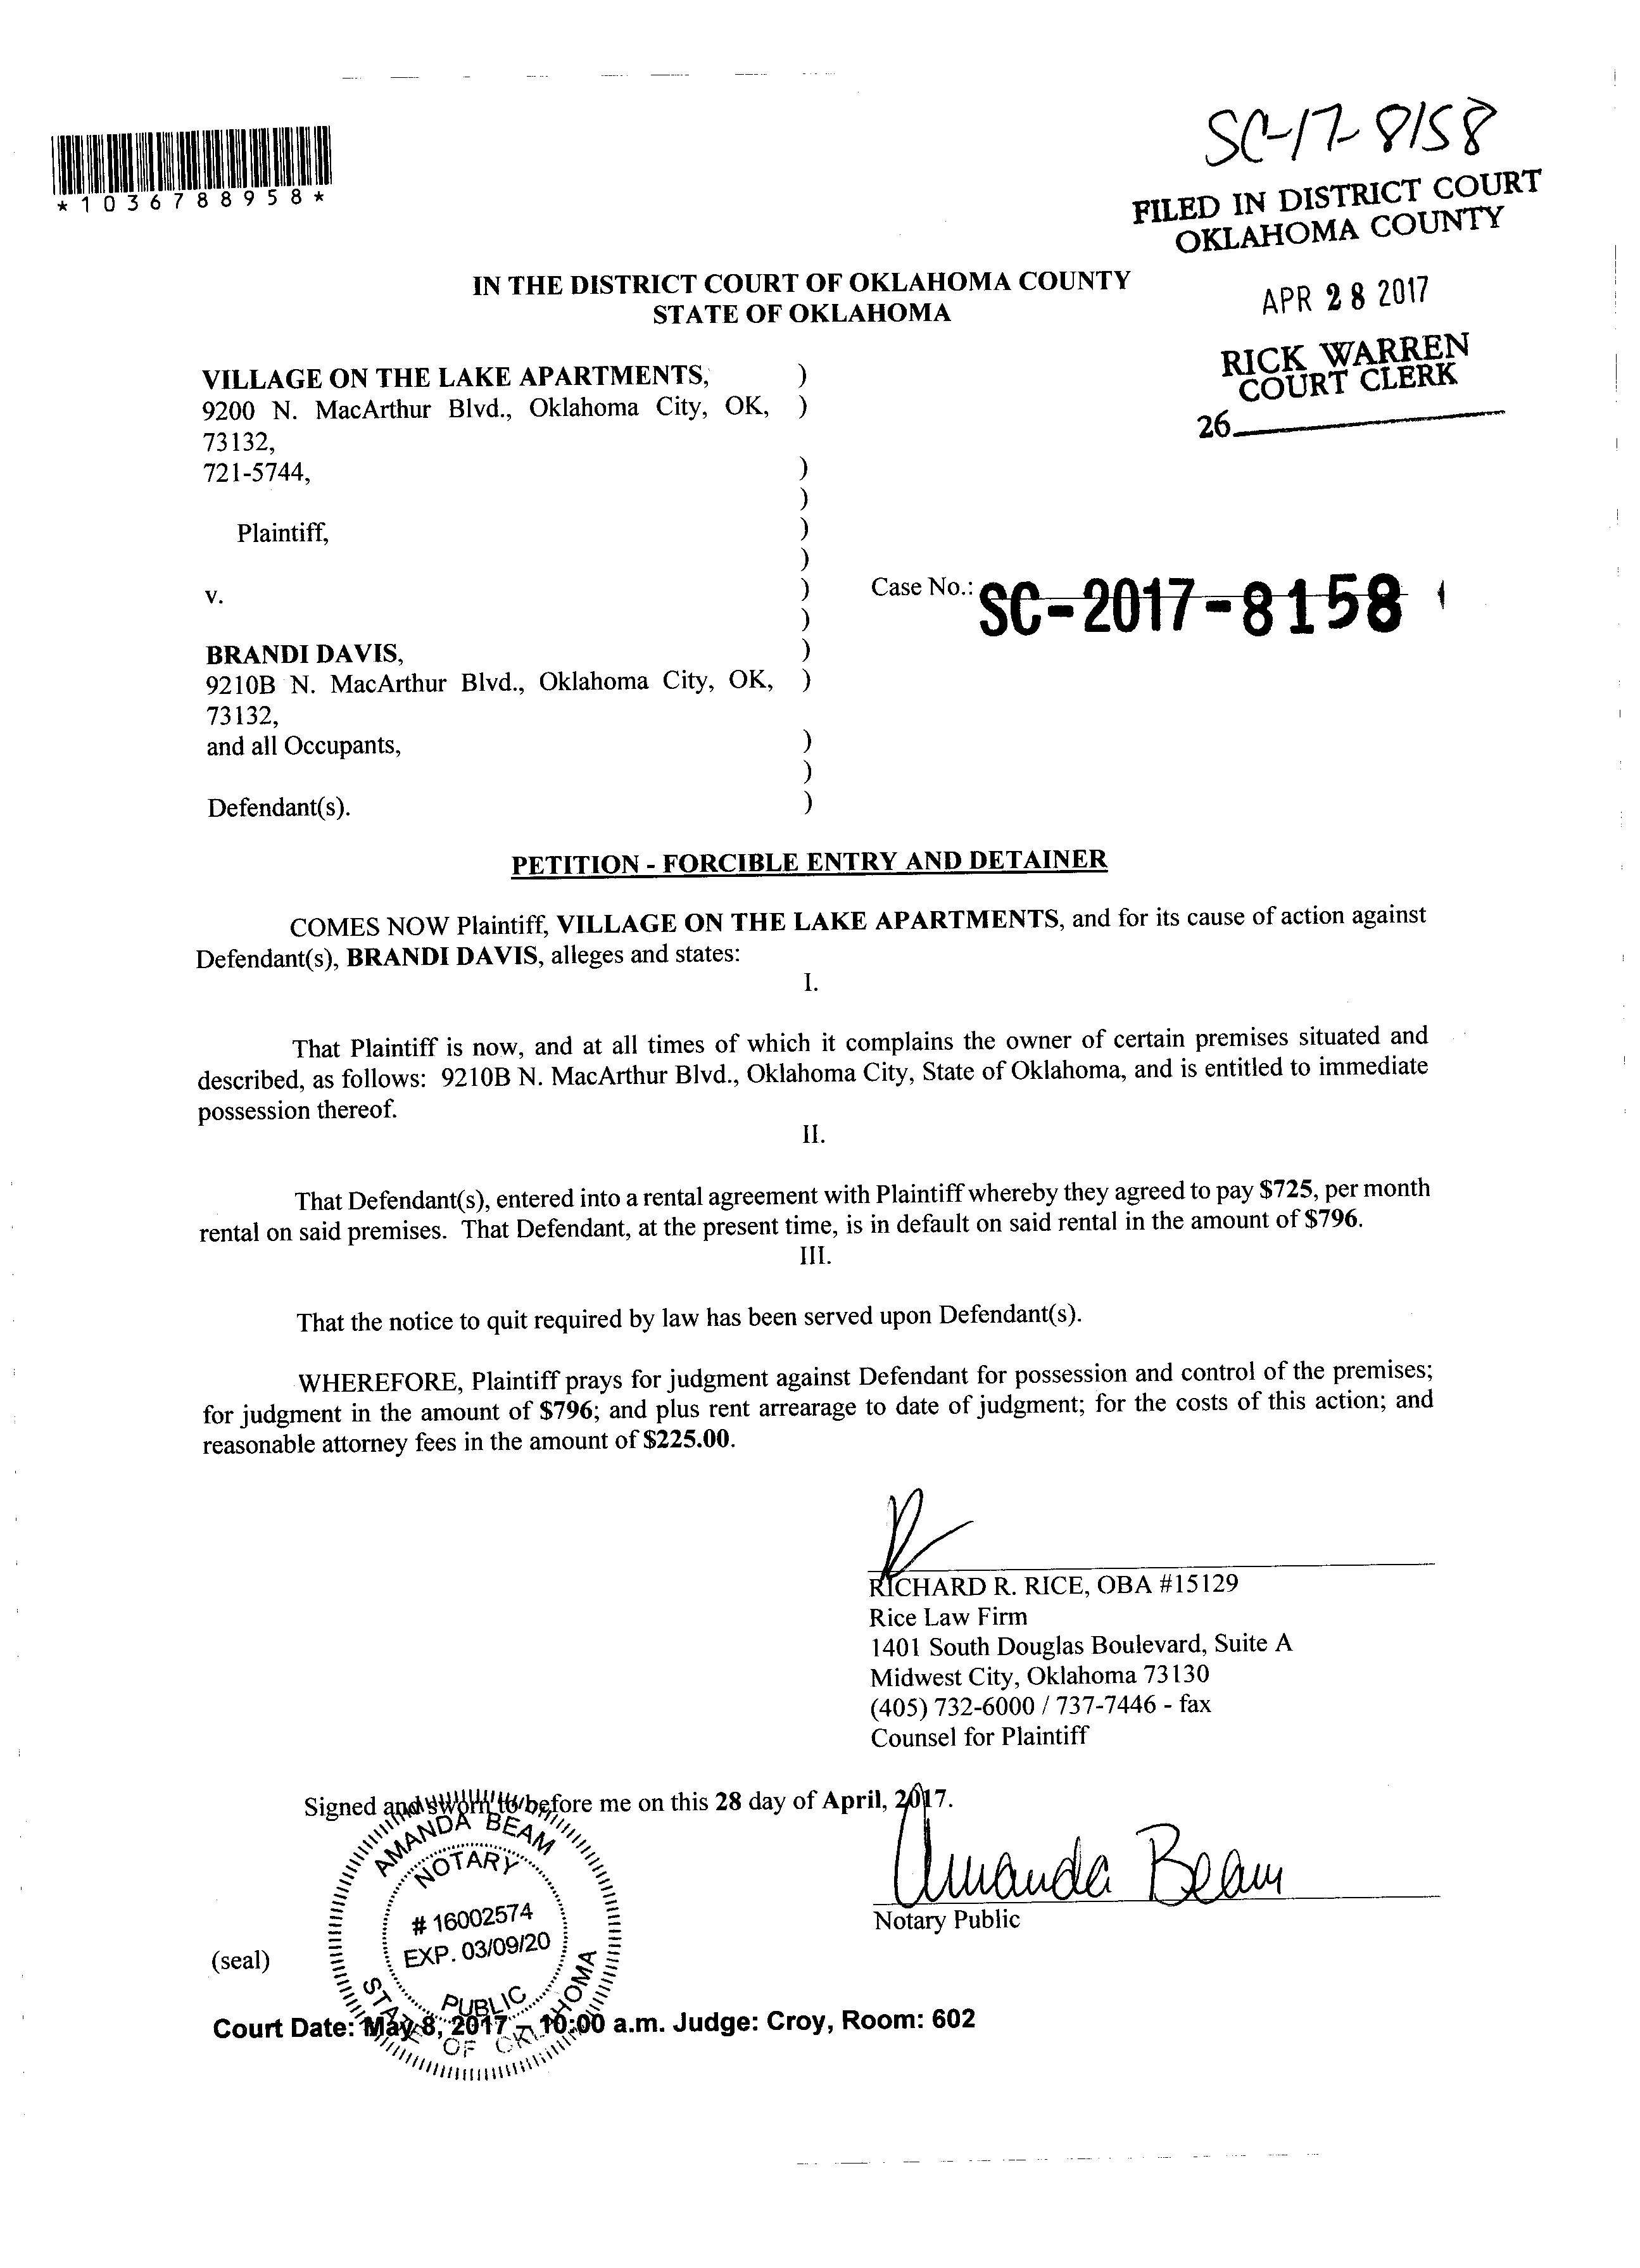 SC-17-8158
*1036788958*
FILED IN DISTRICT COURT
OKLAHOMA COUNTY
IN THE DISTRICT COURT OF OKLAHOMA COUNTY
STATE OF OKLAHOMA
APR 28 2017
RICK WARREN
COURT CLERK
26
VILLAGE ON THE LAKE APARTMENTS, )
9200 N. MacArthur Blvd., Oklahoma City, OK, )
73132,
721-5744, )
)
Plaintiff, )
)
v. )
Case No.: SC-2017-8158
)
BRANDI DAVIS, )
9210B N. MacArthur Blvd., Oklahoma City, OK, )
73132,
and all Occupants, )
)
Defendant(s). )
PETITION - FORCIBLE ENTRY AND DETAINER
COMES NOW Plaintiff, VILLAGE ON THE LAKE APARTMENTS, and for its cause of action against
Defendant(s), BRANDI DAVIS, alleges and states:
I.
That Plaintiff is now, and at all times of which it complains the owner of certain premises situated and
described, as follows: 9210B N. MacArthur Blvd., Oklahoma City, State of Oklahoma, and is entitled to immediate
possession thereof.
II.
That Defendant(s), entered into a rental agreement with Plaintiff whereby they agreed to pay $725, per month
rental on said premises. That Defendant, at the present time, is in default on said rental in the amount of $796.
III.
That the notice to quit required by law has been served upon Defendant(s).
WHEREFORE, Plaintiff prays for judgment against Defendant for possession and control of the premises;
for judgment in the amount of $796; and plus rent arrearage to date of judgment; for the costs of this action; and
reasonable attorney fees in the amount of $225.00.
RICHARD R. RICE, OBA #15129
Rice Law Firm
1401 South Douglas Boulevard, Suite A
Midwest City, Oklahoma 73130
(405) 732-6000 / 737-7446 - fax
Counsel for Plaintiff
Signed and sworn to before me on this 28 day of April, 2017.
Amanda Beam
Notary Public
AMANDA BEAM
NOTARY
# 16002574
EXP. 03/09/20
PUBLIC
STATE OF OKLAHOMA
(seal)
Court Date: May 8, 2017 - 10:00 a.m. Judge: Croy, Room: 602